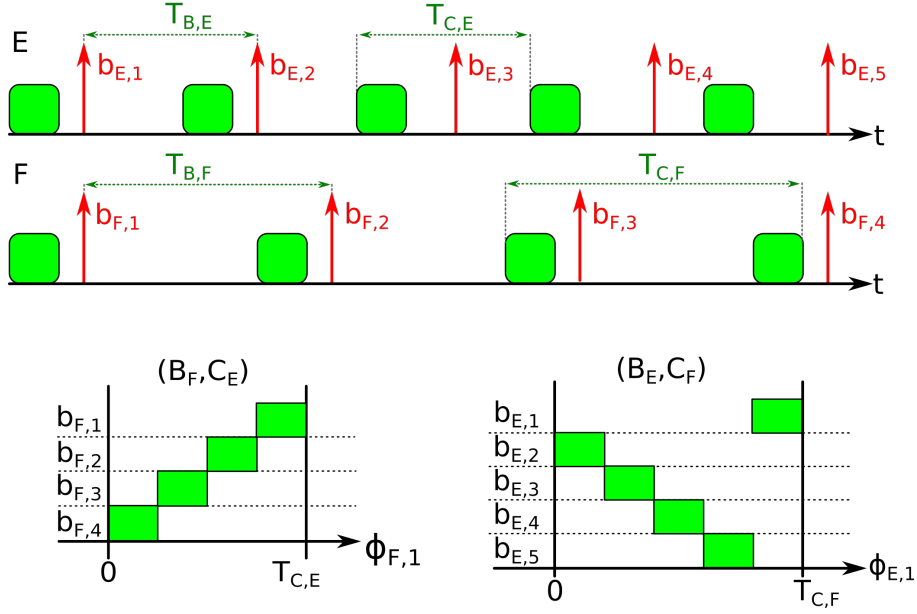 E
T_B,E
T_C,E
b_E,1
b_E,2
b_E,3
b_E,4
b_E,5
t
F
T_B,F
T_C,F
b_F,1
b_F,2
b_F,3
b_F,4
t
(B_F,C_E)
b_F,1
b_F,2
b_F,3
b_F,4
0
T_C,E
ϕ_F,1
(B_E,C_F)
b_E,1
b_E,2
b_E,3
b_E,4
b_E,5
0
T_C,F
ϕ_E,1